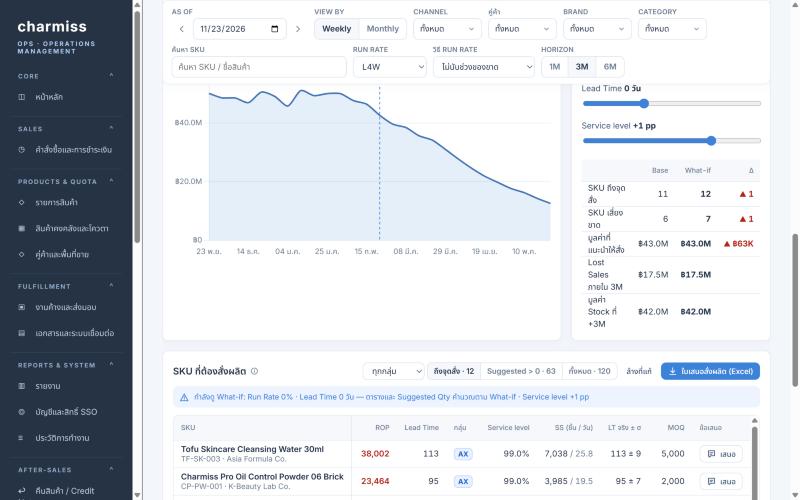 charmiss
OPS · OPERATIONS
MANAGEMENT
CORE
หน้าหลัก
SALES
คำสั่งซื้อและการชำระเงิน
PRODUCTS & QUOTA
รายการสินค้า
สินค้าคงคลังและโควตา
คู่ค้าและพื้นที่ขาย
FULFILLMENT
งานค้างและส่งมอบ
เอกสารและระบบเชื่อมต่อ
REPORTS & SYSTEM
รายงาน
บัญชีและสิทธิ์ SSO
ประวัติการทำงาน
AFTER-SALES
คืนสินค้า / Credit
AS OF
11/23/2026
VIEW BY
Weekly Monthly
CHANNEL
ทั้งหมด
คู่ค้า
ทั้งหมด
BRAND
ทั้งหมด
CATEGORY
ทั้งหมด
ค้นหา SKU
ค้นหา SKU / ชื่อสินค้า
RUN RATE
L4W
วิธี RUN RATE
ไม่นับช่วงของขาด
HORIZON
1M 3M 6M
฿40.0M
฿20.0M
฿0
23 พ.ย. 14 ธ.ค. 04 ม.ค. 25 ม.ค. 15 ก.พ. 08 มี.ค. 29 มี.ค. 19 เม.ย. 10 พ.ค.
Lead Time 0 วัน
Service level +1 pp
Base What-if Δ
SKU ถึงจุด
สั่ง 11 12 ▲ 1
SKU เสี่ยง
ขาด 6 7 ▲ 1
มูลค่าที่
แนะนำให้สั่ง ฿43.0M ฿43.0M ▲ ฿63K
Lost
Sales
ภายใน 3M ฿17.5M ฿17.5M
มูลค่า
Stock ที่
+3M ฿42.0M ฿42.0M
SKU ที่ต้องสั่งผลิต
ทุกกลุ่ม
ถึงจุดสั่ง · 12 Suggested > 0 · 63 ทั้งหมด · 120
ล้างที่แก้
ใบเสนอสั่งผลิต (Excel)
กำลังดู What-if: Run Rate 0% · Lead Time 0 วัน — ตารางและ Suggested Qty คำนวณตาม What-if · Service level +1 pp
SKU ROP Lead Time กลุ่ม Service level SS (ชิ้น / วัน) LT จริง ± σ MOQ ข้อเสนอ
Tofu Skincare Cleansing Water 30ml
TF-SK-003 · Asia Formula Co.
38,002 113 AX 99.0% 7,038 / 25.8 113 ± 9 5,000 เสนอ
Charmiss Pro Oil Control Powder 06 Brick
CP-PW-001 · K-Beauty Lab Co.
23,464 95 AX 99.0% 3,985 / 19.5 95 ± 7 2,000 เสนอ